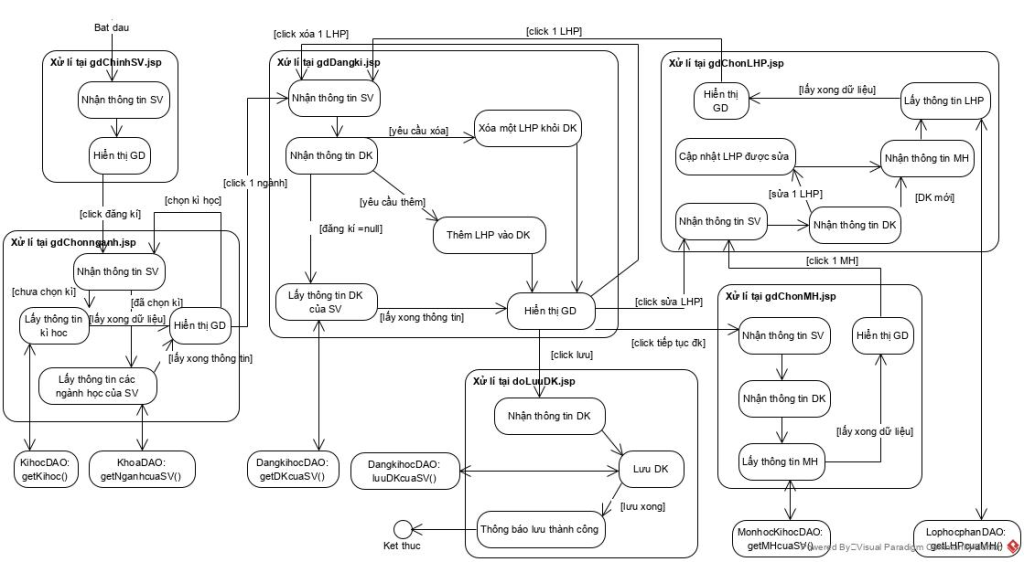 Bat dau
[click xóa 1 LHP]
[click 1 LHP]
Xử lí tại gdChinhSV.jsp
Nhận thông tin SV
Hiển thị GD
[click đăng kí]
[chọn kì học]
[click 1 ngành]
Xử lí tại gdChonnganh.jsp
Nhận thông tin SV
[chưa chọn kì]
[đã chọn kì]
Lấy thông tin
kì học
[lấy xong dữ liệu]
Hiển thị GD
[lấy xong thông tin]
Lấy thông tin các
ngành học của SV
KihocDAO:
getKihoc()
KhoaDAO:
getNganhcuaSV()
Xử lí tại gdDangki.jsp
Nhận thông tin SV
[yêu cầu xóa]
Xóa một LHP khỏi DK
Nhận thông tin DK
[yêu cầu thêm]
[đăng kí =null]
Thêm LHP vào DK
Lấy thông tin DK
của SV
[lấy xong thông tin]
Hiển thị GD
[click sửa LHP]
[click tiếp tục đk]
[click lưu]
DangkihocDAO:
getDKcuaSV()
DangkihocDAO:
luuDKcuaSV()
Xử lí tại doLuuDK.jsp
Nhận thông tin DK
Lưu DK
[lưu xong]
Thông báo lưu thành công
Ket thuc
Xử lí tại gdChonLHP.jsp
Hiển thị
GD
[lấy xong dữ liệu]
Lấy thông tin LHP
Cập nhật LHP được sửa
Nhận thông tin MH
[sửa 1 LHP]
[DK mới]
Nhận thông tin SV
Nhận thông tin DK
[click 1 MH]
Xử lí tại gdChonMH.jsp
Nhận thông tin SV
Hiển thị GD
Nhận thông tin DK
[lấy xong dữ liệu]
Lấy thông tin MH
MonhocKihocDAO:
getMHcuaSV()
LophocphanDAO:
getLHPcuaMH()
Powered By Visual Paradigm Community